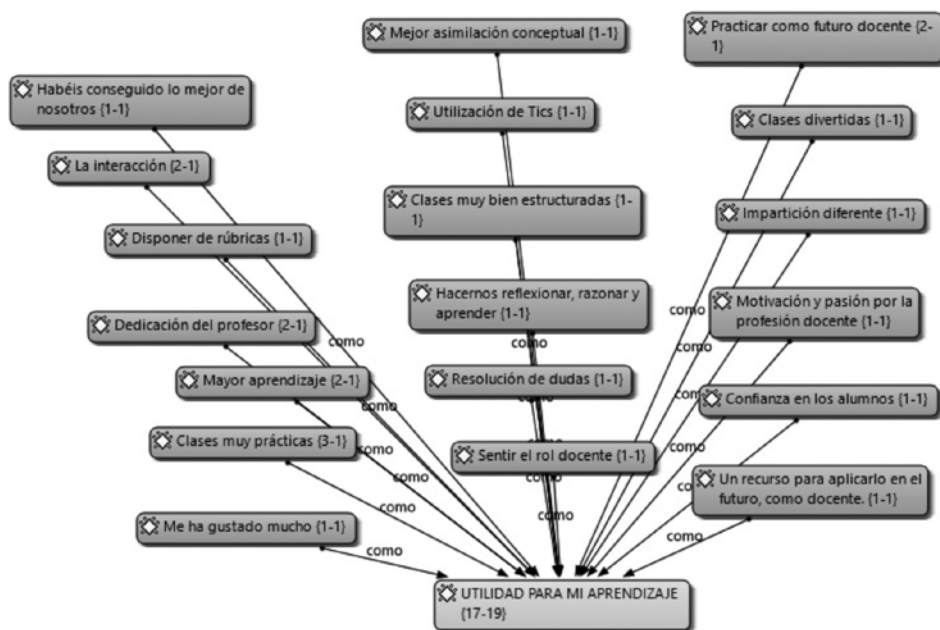 Mejor asimilación conceptual {1-1}
Practicar como futuro docente {2-
1}
Habéis conseguido lo mejor de
nosotros {1-1}
Utilización de Tics {1-1}
Clases divertidas {1-1}
La interacción {2-1}
Clases muy bien estructuradas {1-
1}
Impartición diferente {1-1}
Disponer de rúbricas {1-1}
Hacernos reflexionar, razonar y
aprender {1-1}
Motivación y pasión por la
profesión docente {1-1}
Dedicación del profesor {2-1}
como
como
como
como
Mayor aprendizaje {2-1}
Resolución de dudas {1-1}
como
como
Confianza en los alumnos {1-1}
Clases muy prácticas {3-1}
como
Sentir el rol docente {1-1}
como
como
Un recurso para aplicarlo en el
futuro, como docente. {1-1}
como
como
como
Me ha gustado mucho {1-1}
como
como
UTILIDAD PARA MI APRENDIZAJE
{17-19}